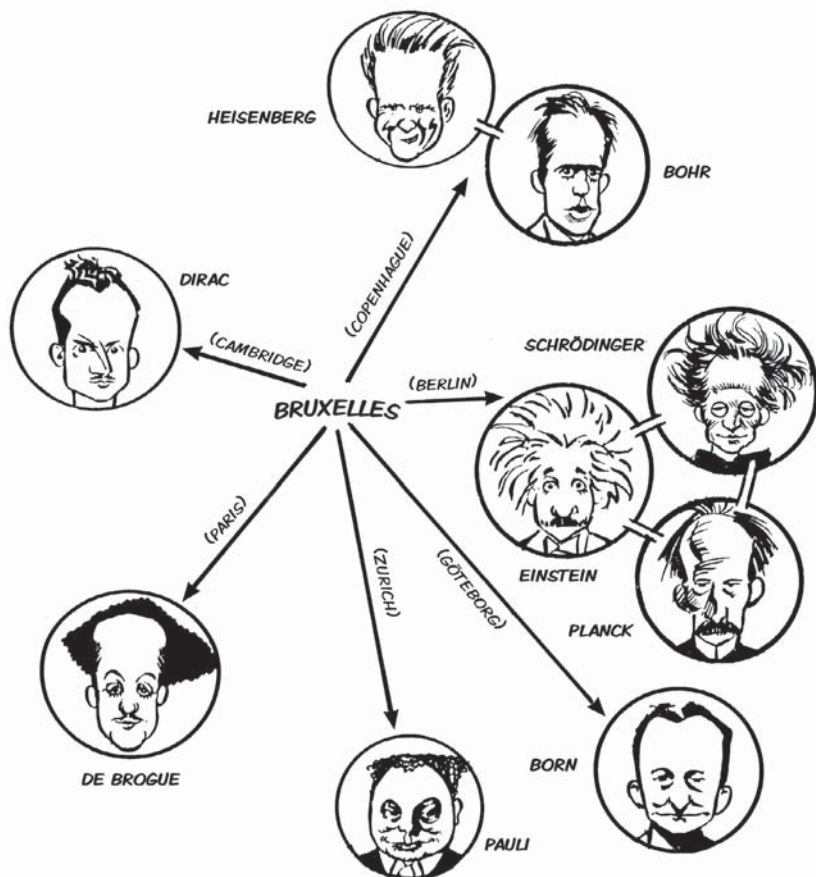 HEISENBERG
BOHR
(COPENHAGUE)
DIRAC
(CAMBRIDGE)
SCHRÖDINGER
(BERLIN)
BRUXELLES
EINSTEIN
PLANCK
(PARIS)
(ZURICH)
(GÖTEBORG)
DE BROGUE
PAULI
BORN